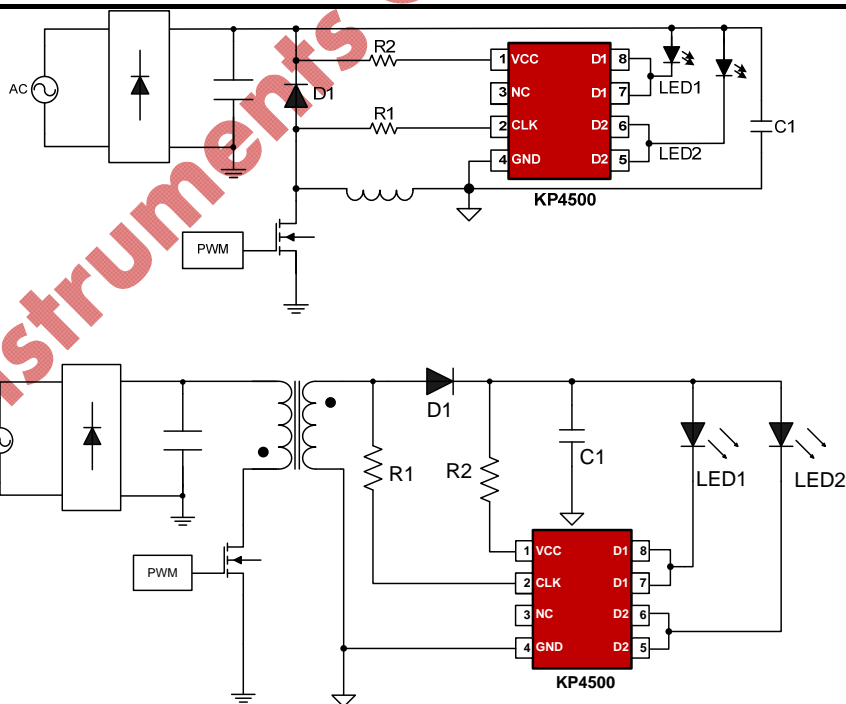 AC
D1
R2
R1
1 VCC
3 NC
2 CLK
4 GND
D1 8
D1 7
D2 6
D2 5
KP4500
LED1
LED2
C1
PWM
nstruments
D1
R1
R2
C1
LED1
LED2
PWM
1 VCC
2 CLK
3 NC
4 GND
D1 8
D1 7
D2 6
D2 5
KP4500